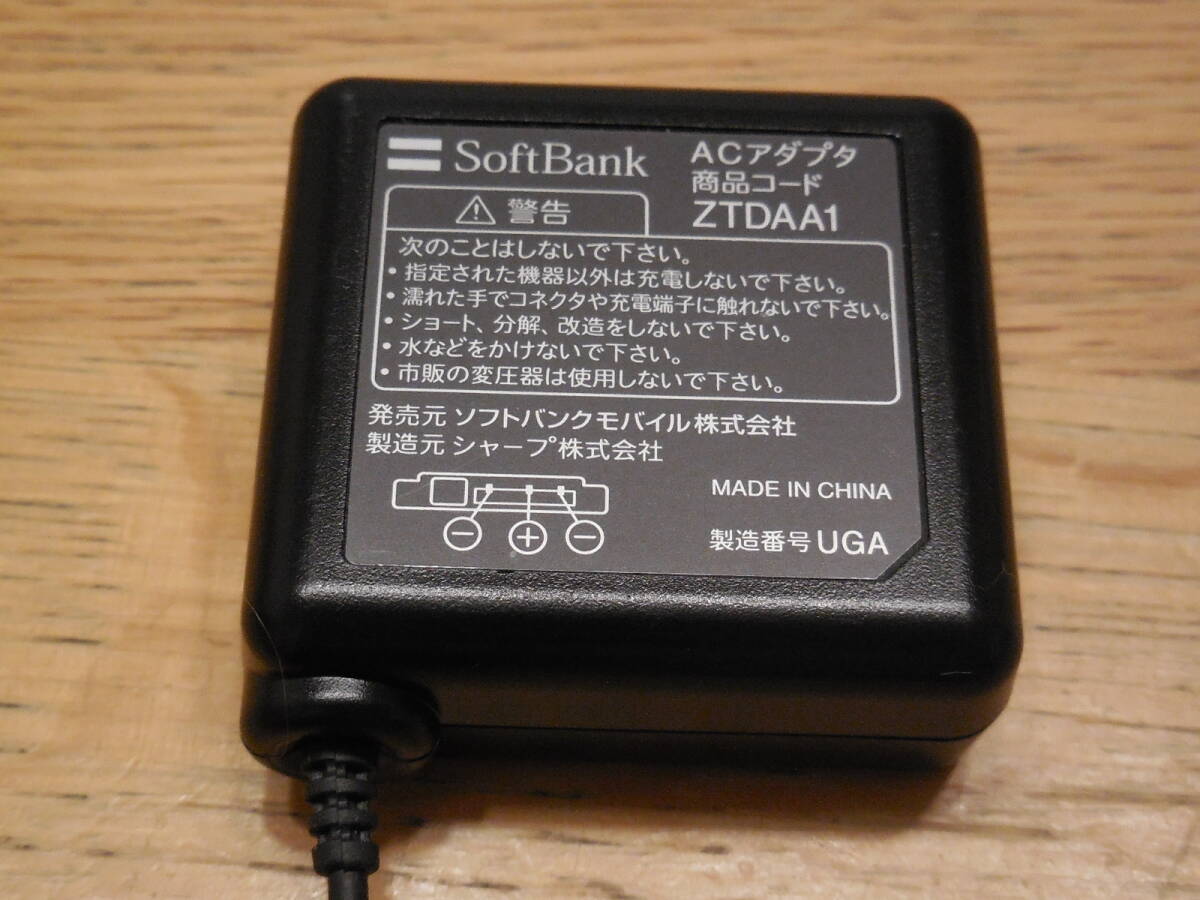 SoftBank
ACアダプタ
商品コード
ZTDAA1
警告
次のことはしないで下さい。
・指定された機器以外は充電しないで下さい。
・濡れた手でコネクタや充電端子に触れないで下さい。
・ショート、分解、改造をしないで下さい。
・水などをかけないで下さい。
・市販の変圧器は使用しないで下さい。
発売元 ソフトバンクモバイル株式会社
製造元 シャープ株式会社
MADE IN CHINA
製造番号 UGA